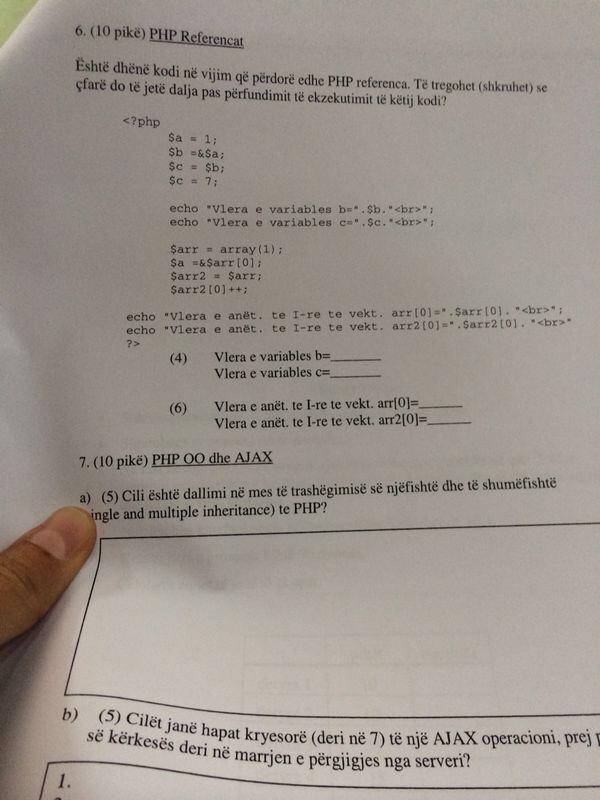 6. (10 pikë) PHP Referencat
Është dhënë kodi në vijim që përdorë edhe PHP referenca. Të tregohet (shkruhet) se
çfarë do të jetë dalja pas përfundimit të ekzekutimit të këtij kodi?
<?php
$a = 1;
$b =&$a;
$c = $b;
$c = 7;
echo "Vlera e variables b=".$b."<br>";
echo "Vlera e variables c=".$c."<br>";
$arr = array(1);
$a =&$arr[0];
$arr2 = $arr;
$arr2[0]++;
echo "Vlera e anët. te I-re te vekt. arr[0]=".$arr[0]. "<br>";
echo "Vlera e anët. te I-re te vekt. arr2[0]=".$arr2[0]. "<br>"
?>
(4) Vlera e variables b=_______
Vlera e variables c=_______
(6) Vlera e anët. te I-re te vekt. arr[0]=______
Vlera e anët. te I-re te vekt. arr2[0]=______
7. (10 pikë) PHP OO dhe AJAX
a) (5) Cili është dallimi në mes të trashëgimisë së njëfishtë dhe të shumëfishtë
ingle and multiple inheritance) te PHP?
b) (5) Cilët janë hapat kryesorë (deri në 7) të një AJAX operacioni, prej
së kërkesës deri në marrjen e përgjigjes nga serveri?
1.